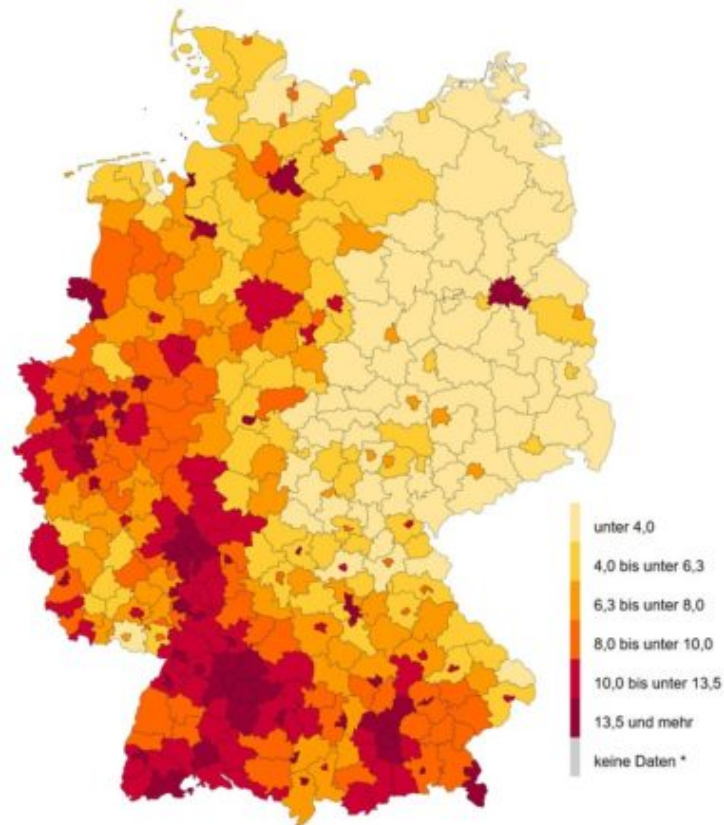 unter 4,0
4,0 bis unter 6,3
6,3 bis unter 8,0
8,0 bis unter 10,0
10,0 bis unter 13,5
13,5 und mehr
keine Daten *